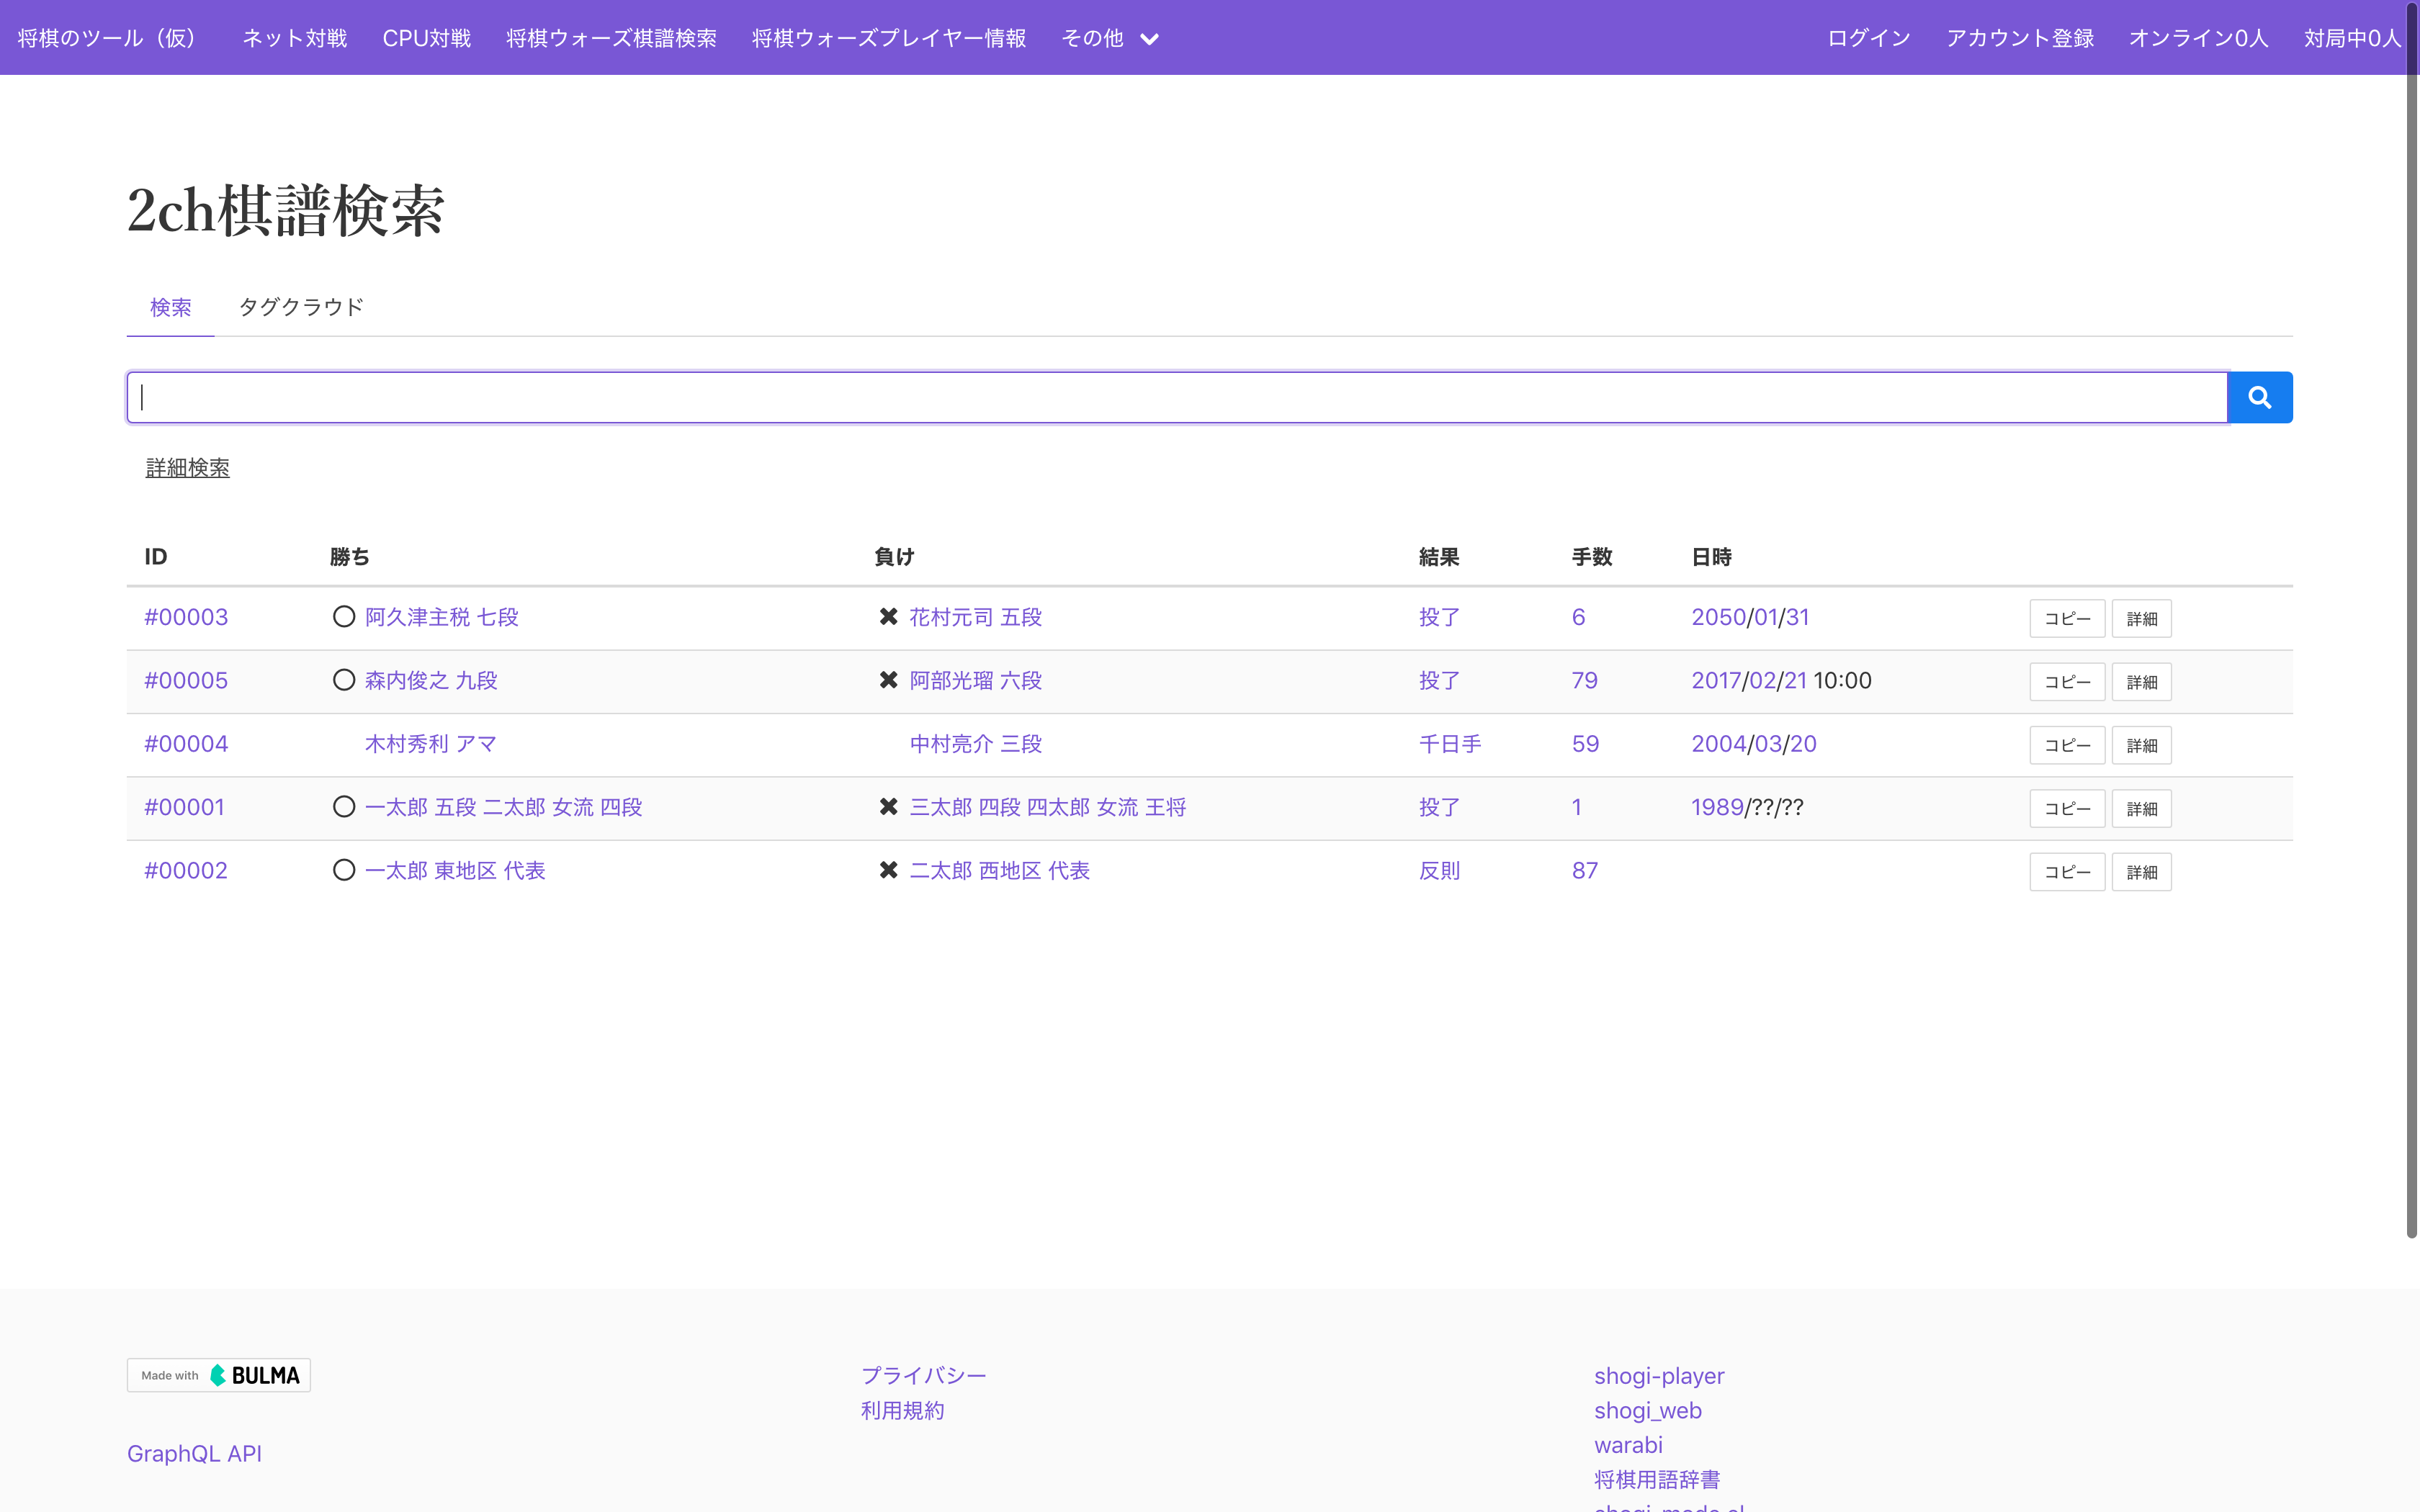 将棋のツール（仮） ネット対戦 CPU対戦 将棋ウォーズ棋譜検索 将棋ウォーズプレイヤー情報 その他 ログイン アカウント登録 オンライン0人 対局中0人
2ch棋譜検索
検索 タグクラウド
詳細検索
ID 勝ち 負け 結果 手数 日時
#00003 阿久津主税 七段 花村元司 五段 投了 6 2050/01/31 コピー 詳細
#00005 森内俊之 九段 阿部光瑠 六段 投了 79 2017/02/21 10:00 コピー 詳細
#00004 木村秀利 アマ 中村亮介 三段 千日手 59 2004/03/20 コピー 詳細
#00001 一太郎 五段 二太郎 女流 四段 三太郎 四段 四太郎 女流 王将 投了 1 1989/??/?? コピー 詳細
#00002 一太郎 東地区 代表 二太郎 西地区 代表 反則 87 コピー 詳細
Made with BULMA
GraphQL API
プライバシー
利用規約
shogi-player
shogi_web
warabi
将棋用語辞書